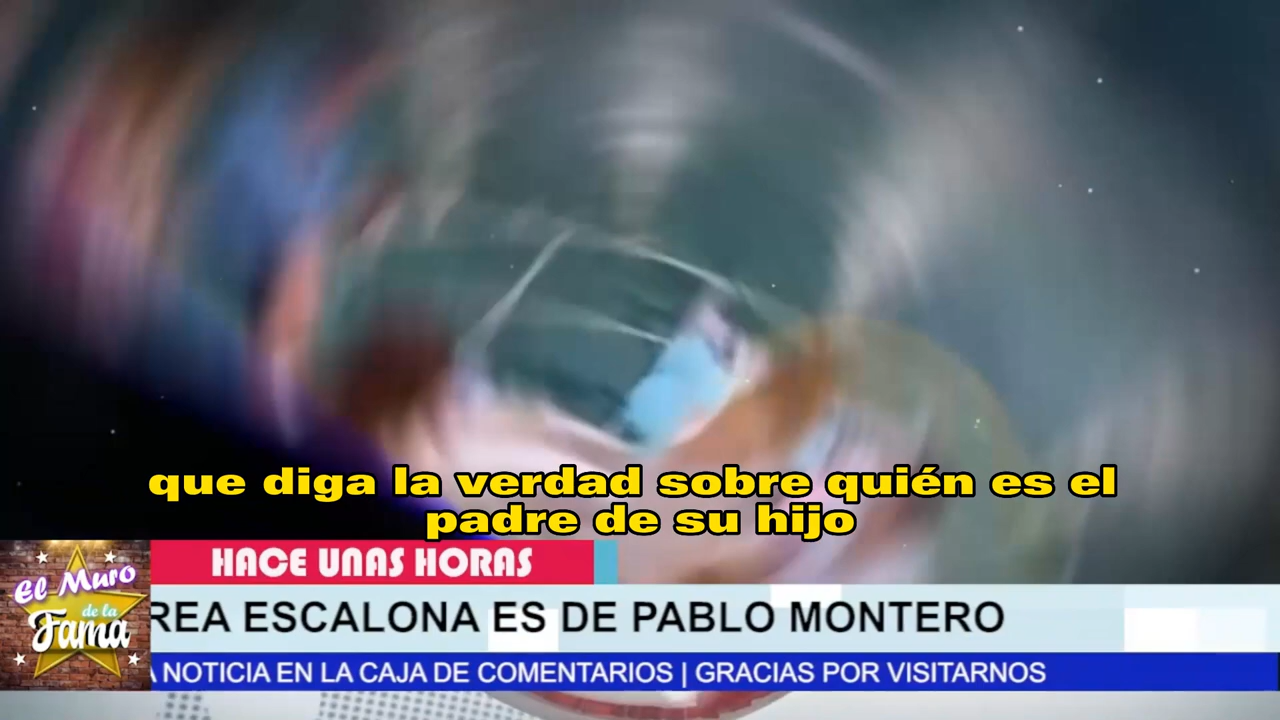 que diga la verdad sobre quién es el
padre de su hijo
HACE UNAS HORAS
El Muro
de la
Fama
REA ESCALONA ES DE PABLO MONTERO
A NOTICIA EN LA CAJA DE COMENTARIOS | GRACIAS POR VISITARNOS